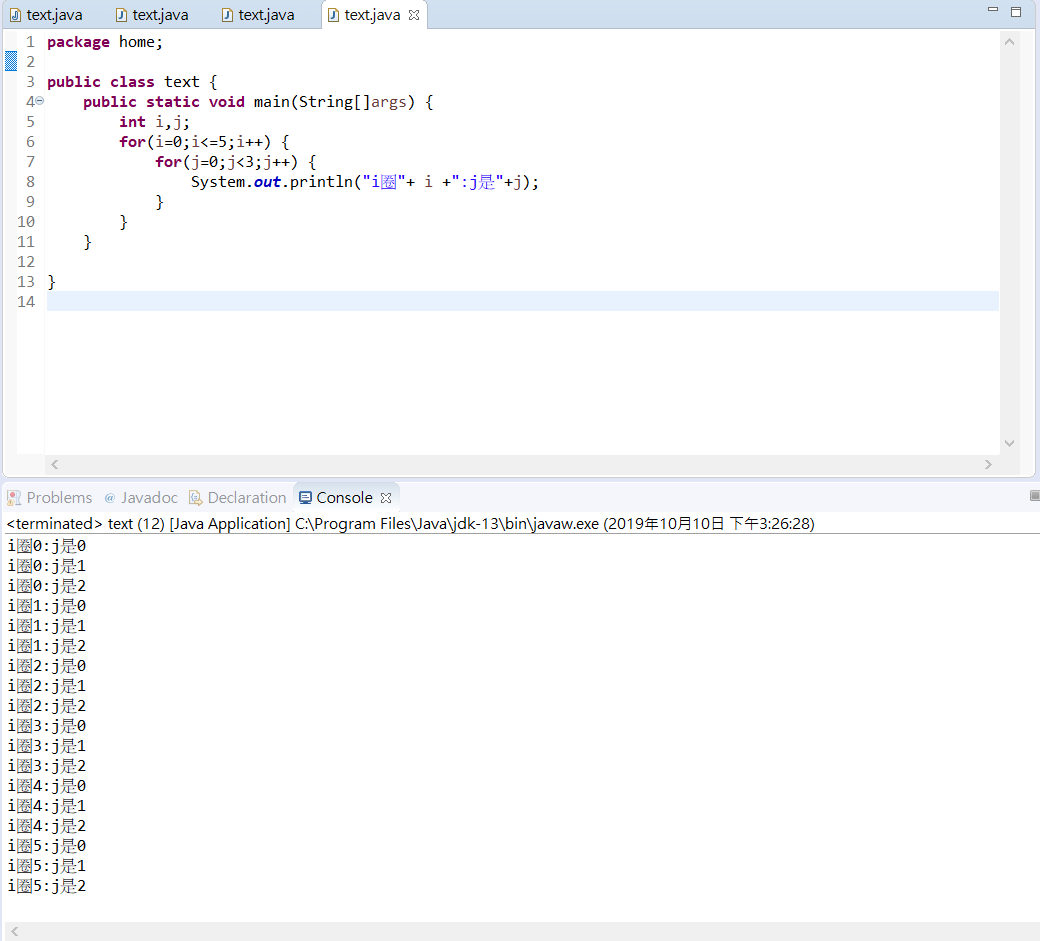 text.java text.java text.java text.java
1 package home;
2
3 public class text {
4 public static void main(String[]args) {
5 int i,j;
6 for(i=0;i<=5;i++) {
7 for(j=0;j<3;j++) {
8 System.out.println("i圈"+ i +":j是"+j);
9 }
10 }
11 }
12
13 }
14
Problems @ Javadoc Declaration Console
<terminated> text (12) [Java Application] C:\Program Files\Java\jdk-13\bin\javaw.exe (2019年10月10日 下午3:26:28)
i圈0:j是0
i圈0:j是1
i圈0:j是2
i圈1:j是0
i圈1:j是1
i圈1:j是2
i圈2:j是0
i圈2:j是1
i圈2:j是2
i圈3:j是0
i圈3:j是1
i圈3:j是2
i圈4:j是0
i圈4:j是1
i圈4:j是2
i圈5:j是0
i圈5:j是1
i圈5:j是2